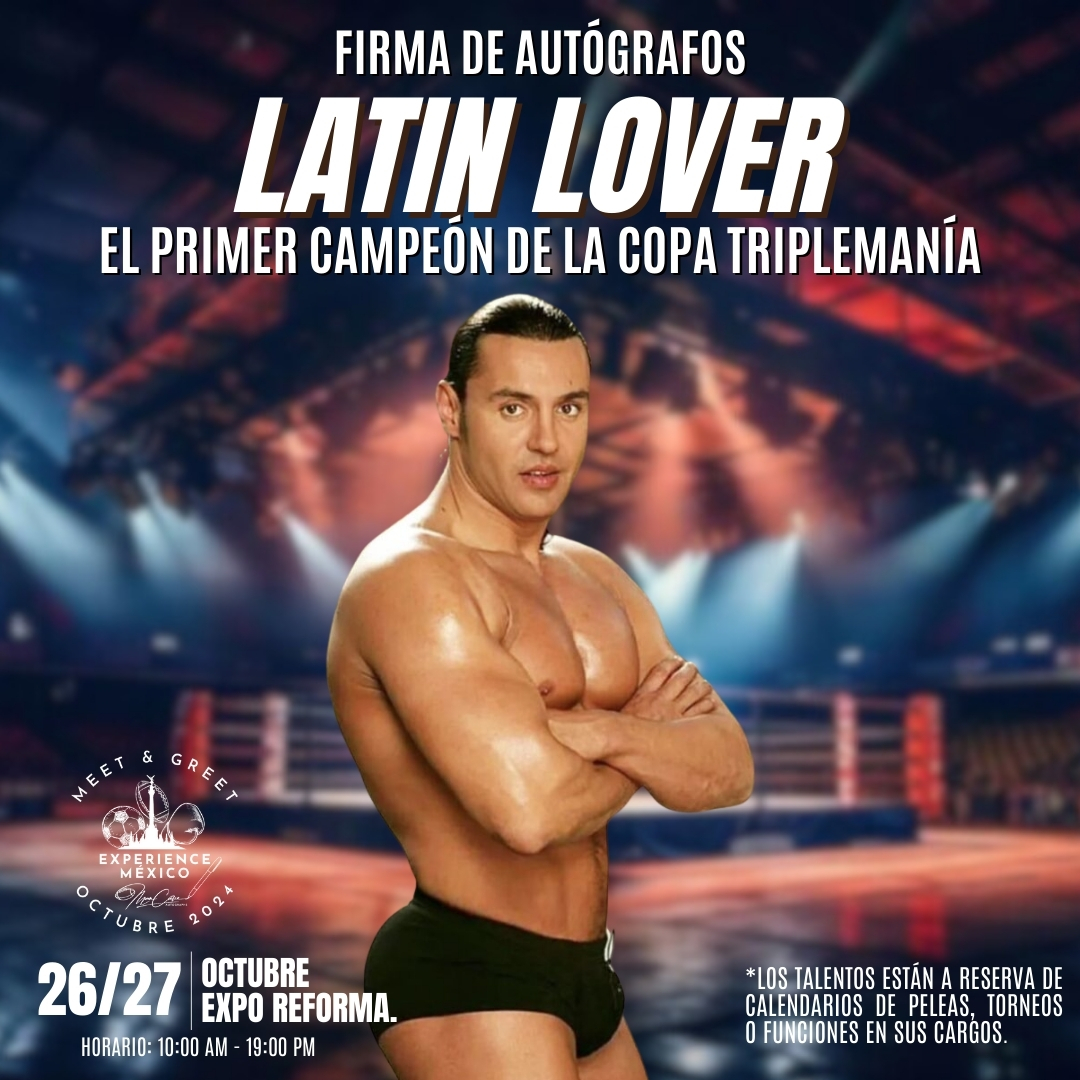 FIRMA DE AUTÓGRAFOS
LATIN LOVER
EL PRIMER CAMPEÓN DE LA COPA TRIPLEMANÍA
MEET & GREET
EXPERIENCE
MÉXICO
OCTUBRE 2024
26/27
OCTUBRE
EXPO REFORMA.
HORARIO: 10:00 AM - 19:00 PM
*LOS TALENTOS ESTÁN A RESERVA DE
CALENDARIOS DE PELEAS, TORNEOS
O FUNCIONES EN SUS CARGOS.